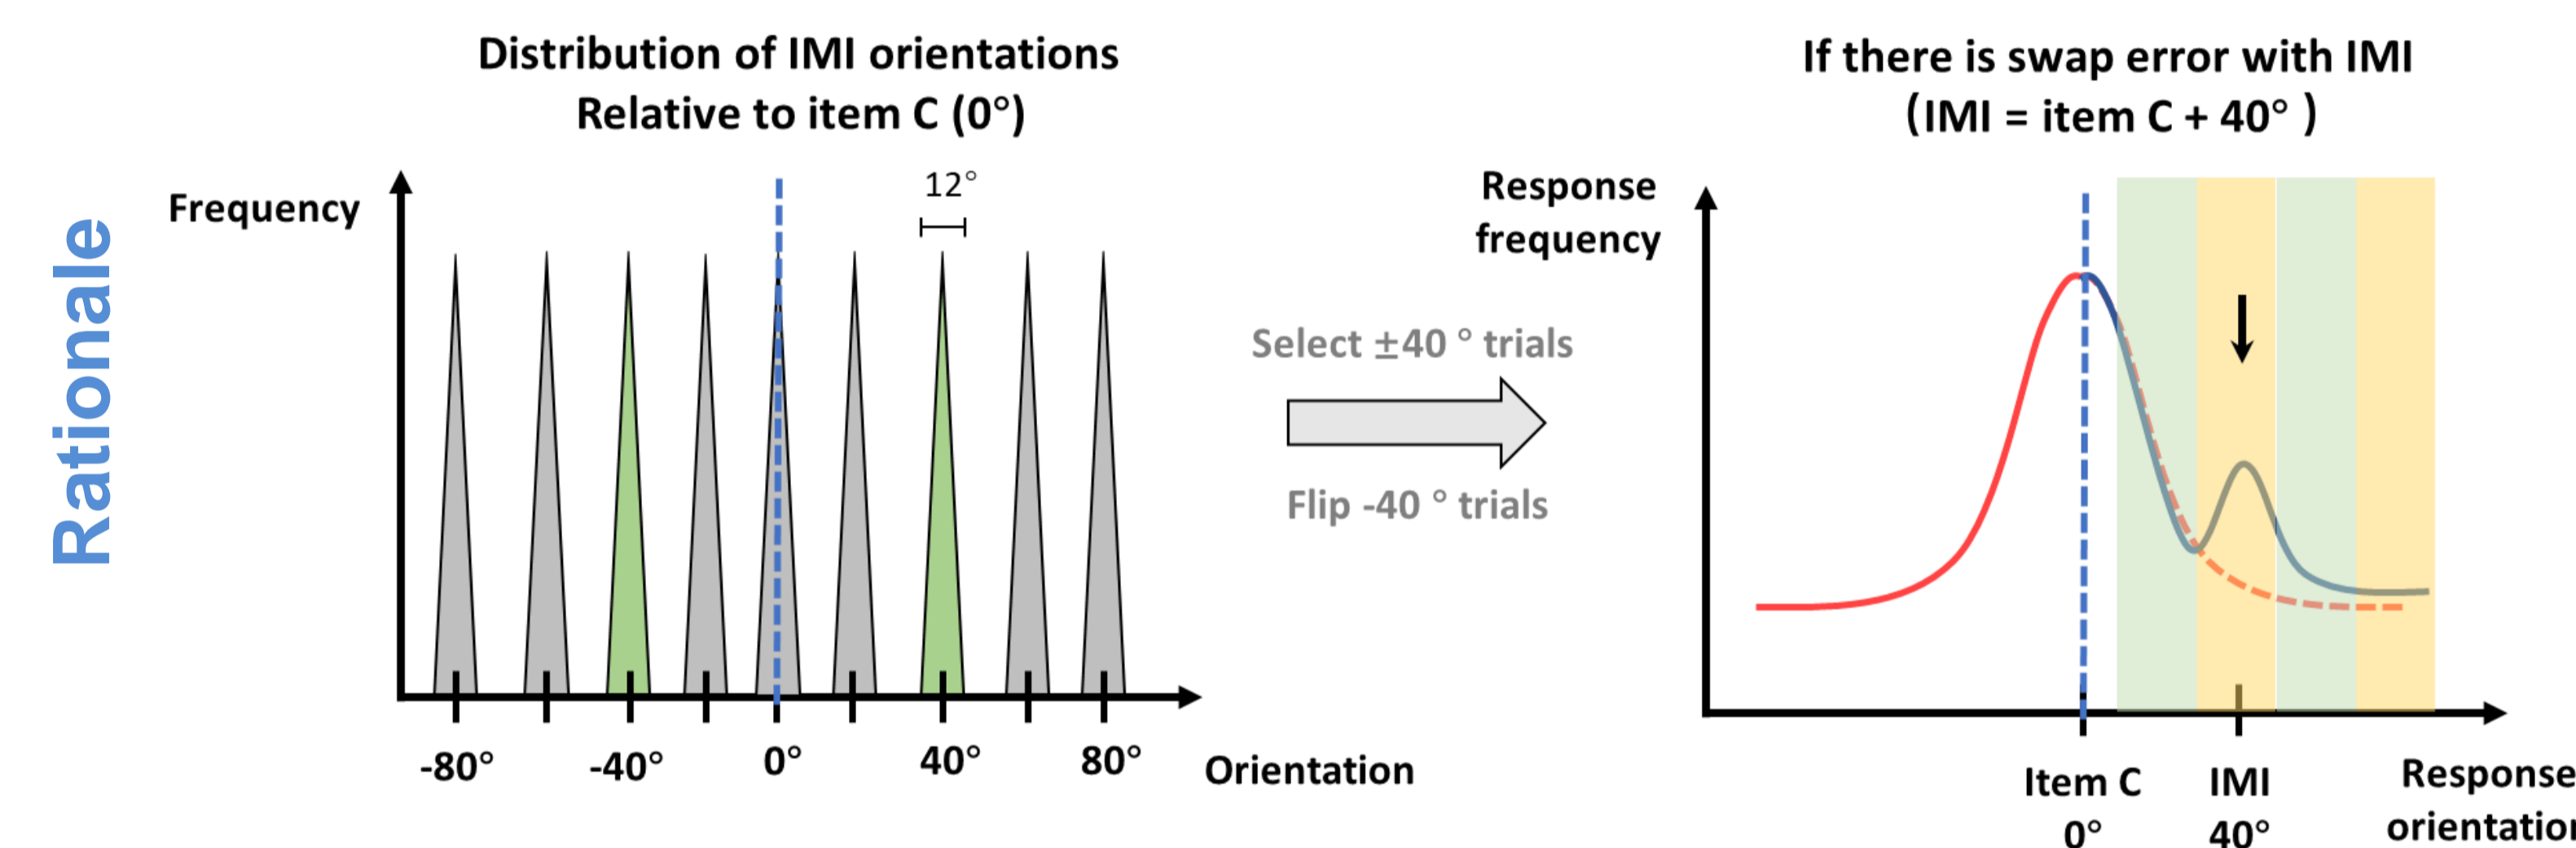 Rationale
Distribution of IMI orientations
Relative to item C (0°)
Frequency
12°
-80°
-40°
0°
40°
80°
Orientation
Select ±40 ° trials
Flip -40 ° trials
If there is swap error with IMI
(IMI = item C + 40° )
Response
frequency
Item C
0°
IMI
40°
Response
orientation